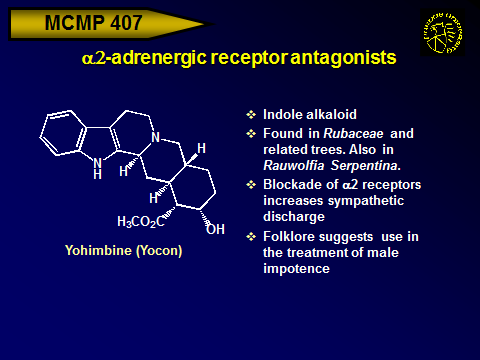 MCMP 407
α2-adrenergic receptor antagonists
N
H
N
H
H
H
H3CO2C
OH
Yohimbine (Yocon)
Indole alkaloid
Found in Rubaceae and
related trees. Also in
Rauwolfia Serpentina.
Blockade of α2 receptors
increases sympathetic
discharge
Folklore suggests use in
the treatment of male
impotence